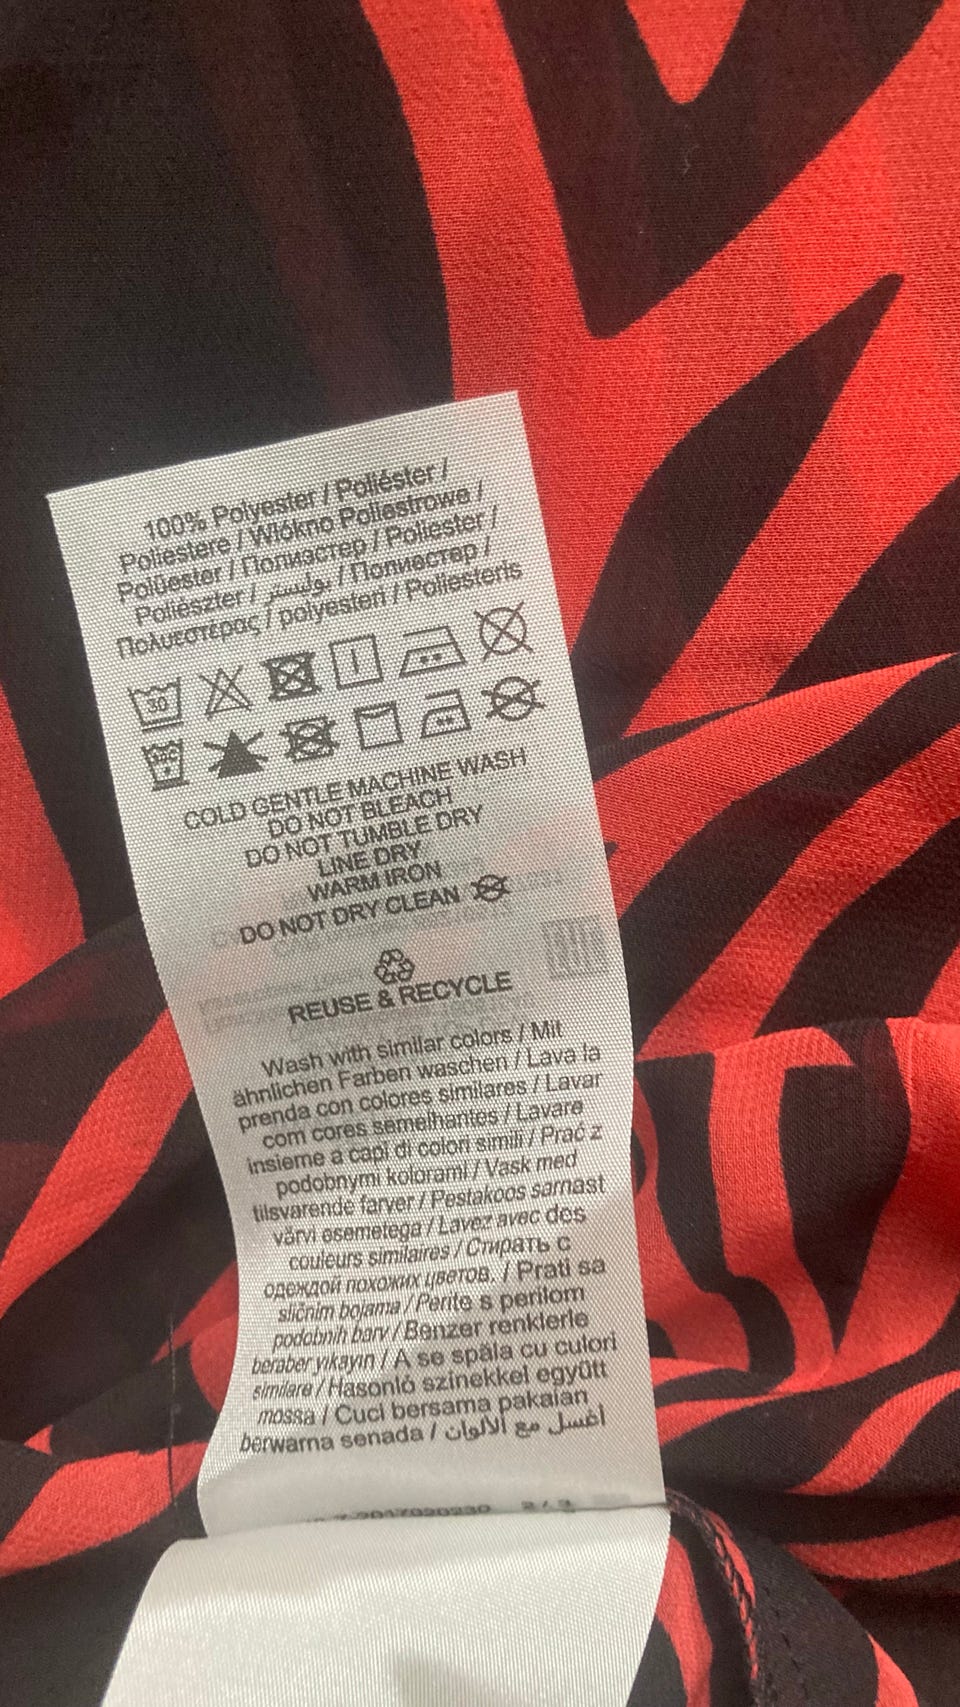 100% Polyester / Poliéster /
Poliestere / Włókno Poliestrowe /
Polüester / Полиэстер / Poliester /
Poliészter / بوليستر / Полиестер /
Πολυεστέρας / polyesteri / Poliesteris
30
COLD GENTLE MACHINE WASH
DO NOT BLEACH
DO NOT TUMBLE DRY
LINE DRY
WARM IRON
DO NOT DRY CLEAN
REUSE & RECYCLE
Wash with similar colors / Mit
ähnlichen Farben waschen / Lava la
prenda con colores similares / Lavar
com cores semelhantes / Lavare
insieme a capi di colori simili / Prać z
podobnymi kolorami / Vask med
tilsvarende farver / Pestakoos sarnast
värvi esemetega / Lavez avec des
couleurs similaires / Стирать с
одеждой похожих цветов. / Prati sa
sličnim bojama / Perite s perilom
podobnih barv / Benzer renklerle
beraber yıkayın / A se spăla cu culori
similare / Hasonló színekkel együtt
mossa / Cuci bersama pakaian
berwarna senada / اغسل مع الألوان
2 / 3